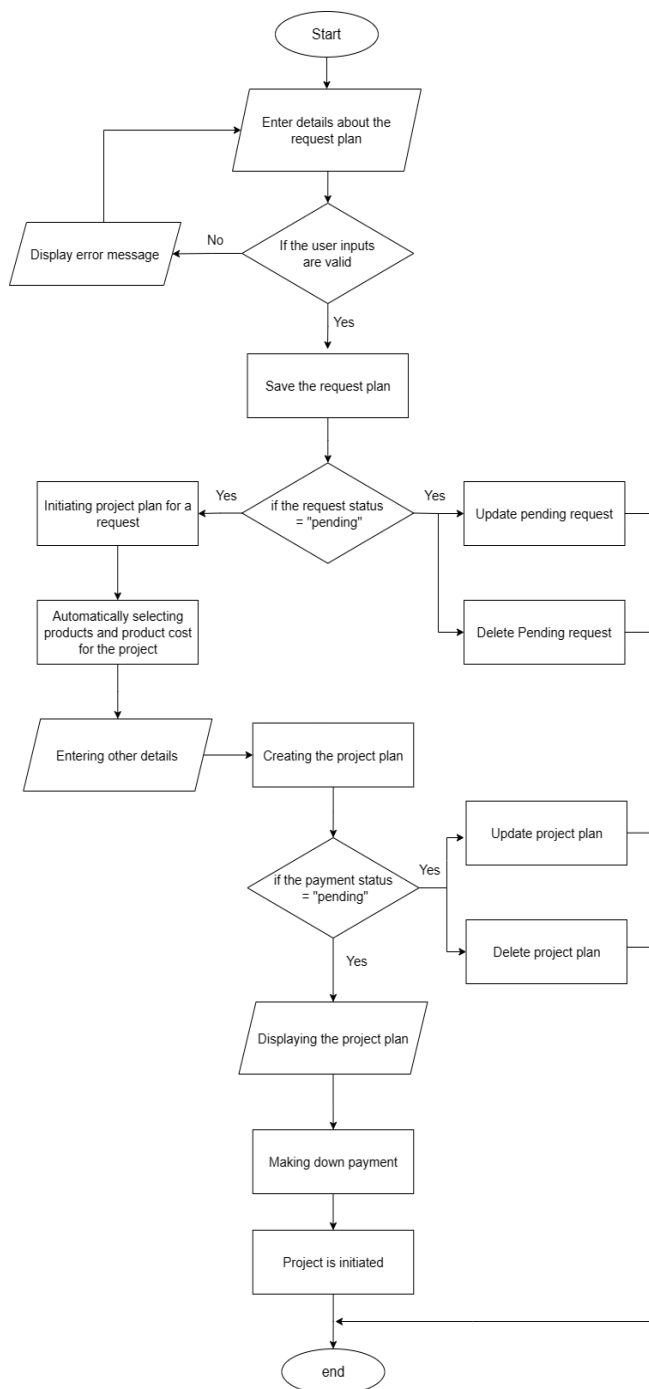 Start
Enter details about the
request plan
No
Display error message
If the user inputs
are valid
Yes
Save the request plan
Initiating project plan for a
request
Yes
if the request status
= "pending"
Yes
Update pending request
Automatically selecting
products and product cost
for the project
Delete Pending request
Entering other details
Creating the project plan
Update project plan
if the payment status
= "pending"
Yes
Delete project plan
Yes
Displaying the project plan
Making down payment
Project is initiated
end